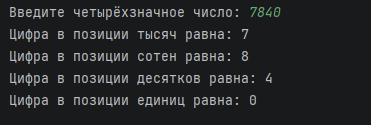 Введите четырёхзначное число: 7840
Цифра в позиции тысяч равна: 7
Цифра в позиции сотен равна: 8
Цифра в позиции десятков равна: 4
Цифра в позиции единиц равна: 0